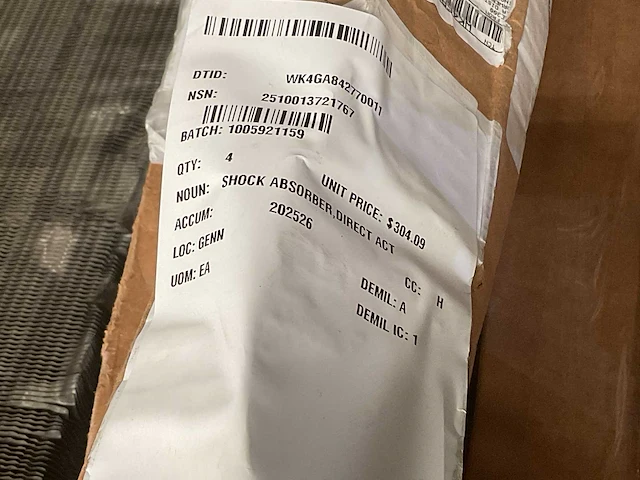 DTID: WK4GA842770011
NSN: 2510013721767
BATCH: 1005921159
QTY: 4 UNIT PRICE: $304.09
NOUN: SHOCK ABSORBER,DIRECT ACT
ACCUM: 202526
LOC: GENN CC: H
UOM: EA DEMIL: A
DEMIL IC: 1